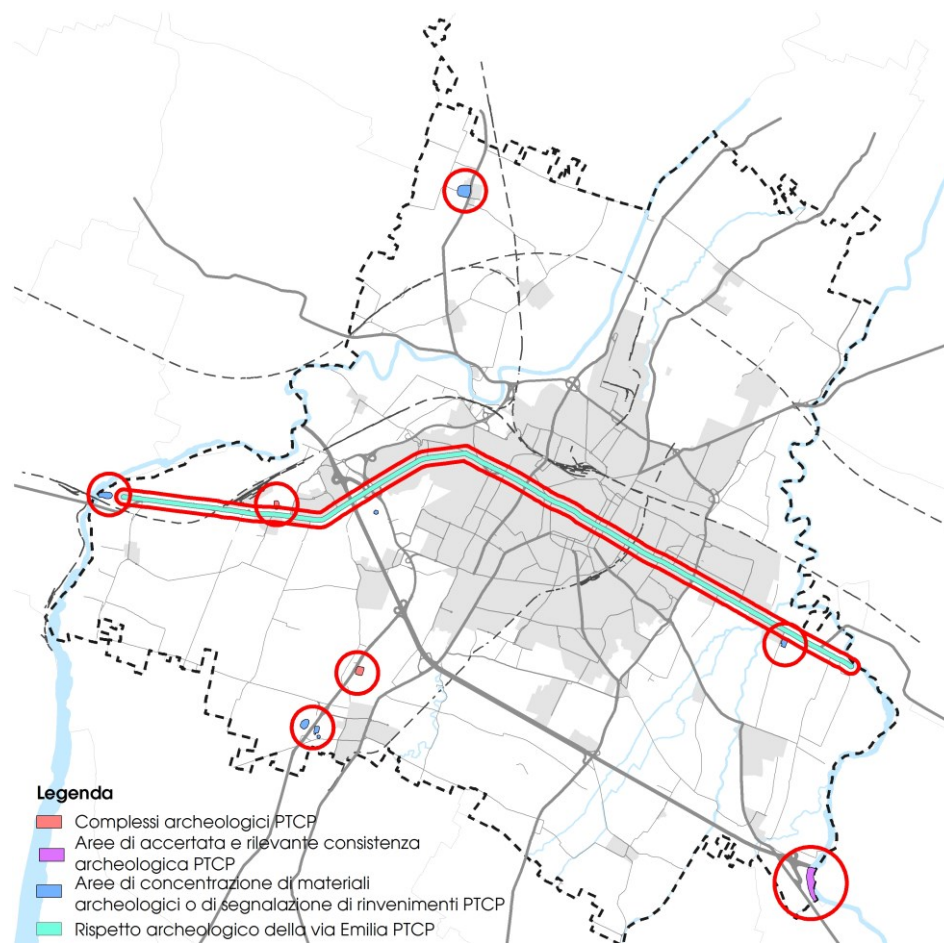 Legenda
Complessi archeologici PTCP
Aree di accertata e rilevante consistenza
archeologica PTCP
Aree di concentrazione di materiali
archeologici o di segnalazione di rinvenimenti PTCP
Rispetto archeologico della via Emilia PTCP